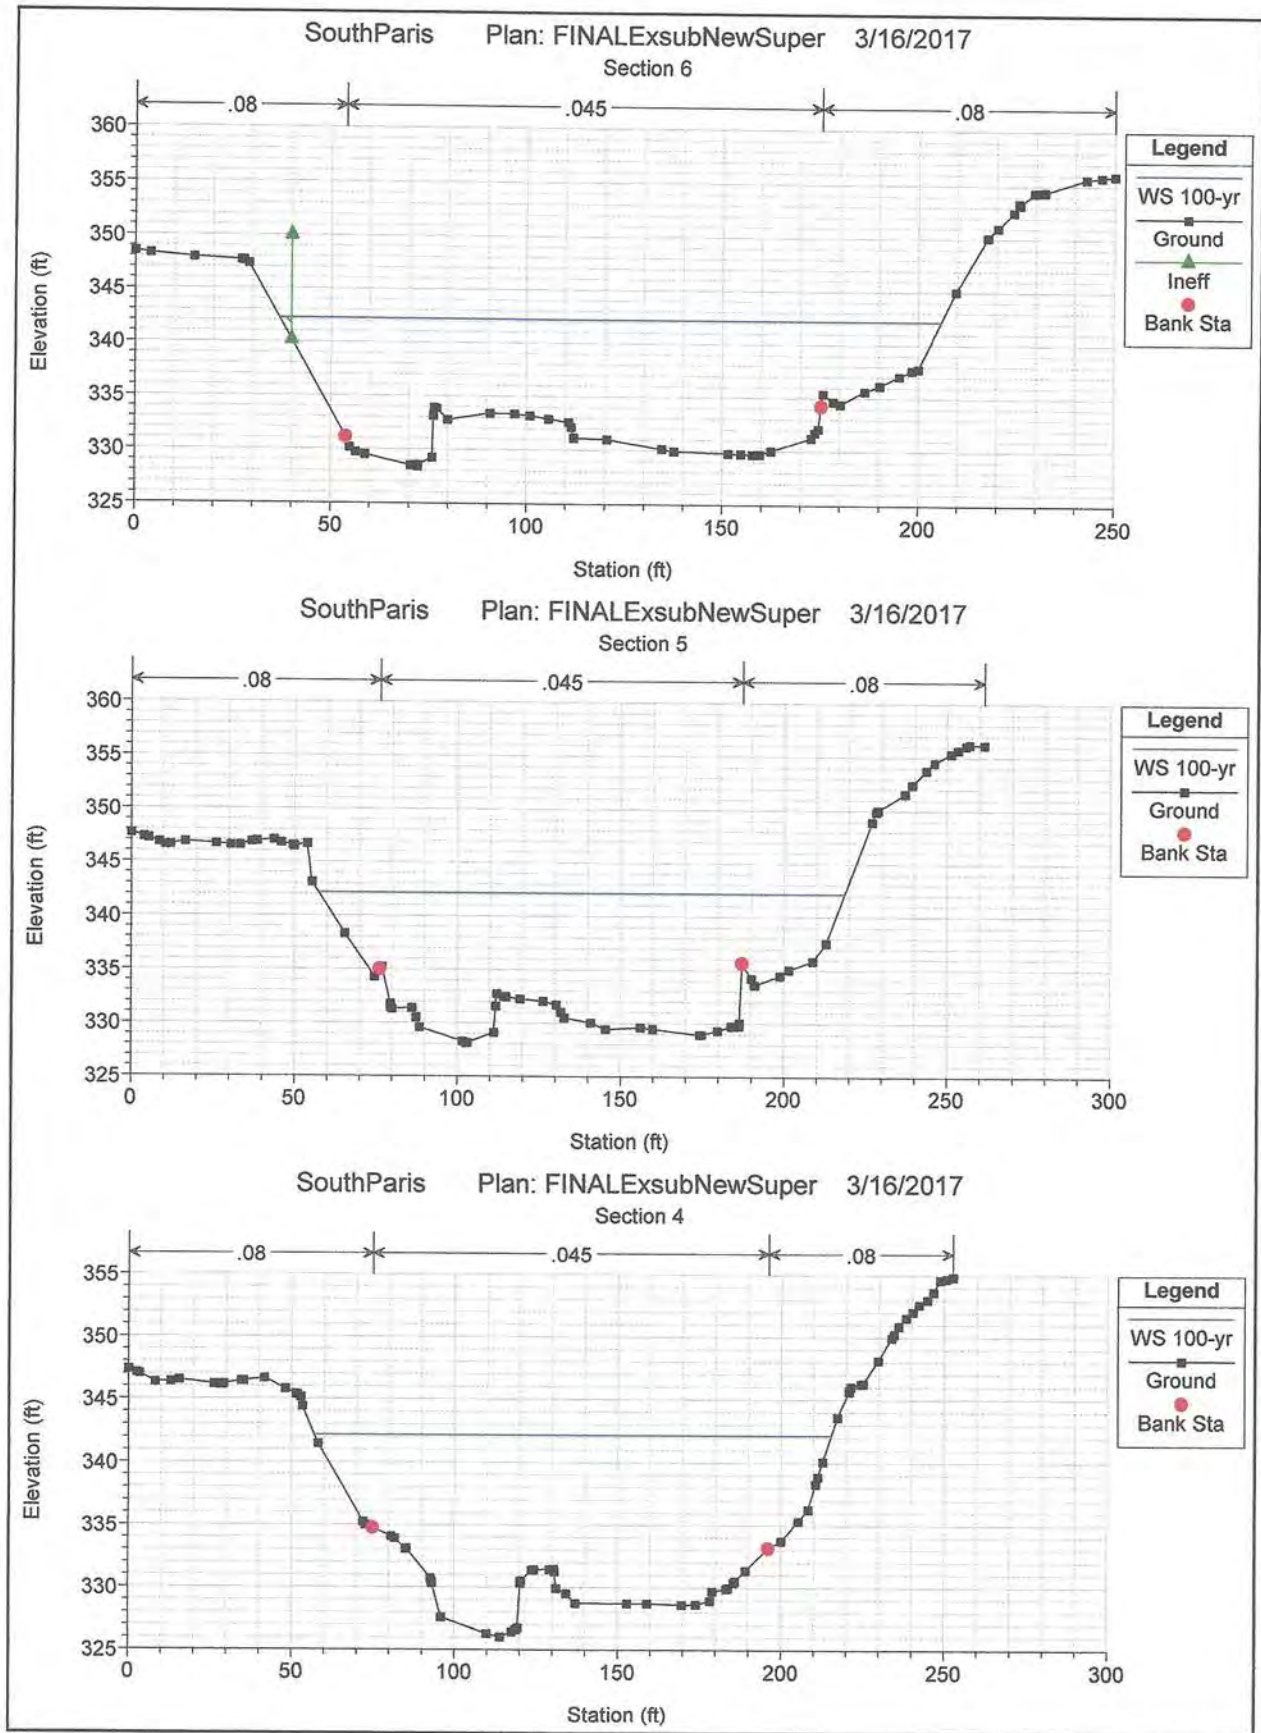 SouthParis Plan: FINALExsubNewSuper 3/16/2017
Section 6
.08 .045 .08
360
355
350
345
340
335
330
325
Elevation (ft)
0 50 100 150 200 250
Station (ft)
Legend
WS 100-yr
Ground
Ineff
Bank Sta
SouthParis Plan: FINALExsubNewSuper 3/16/2017
Section 5
.08 .045 .08
360
355
350
345
340
335
330
325
Elevation (ft)
0 50 100 150 200 250 300
Station (ft)
Legend
WS 100-yr
Ground
Bank Sta
SouthParis Plan: FINALExsubNewSuper 3/16/2017
Section 4
.08 .045 .08
355
350
345
340
335
330
325
Elevation (ft)
0 50 100 150 200 250 300
Station (ft)
Legend
WS 100-yr
Ground
Bank Sta